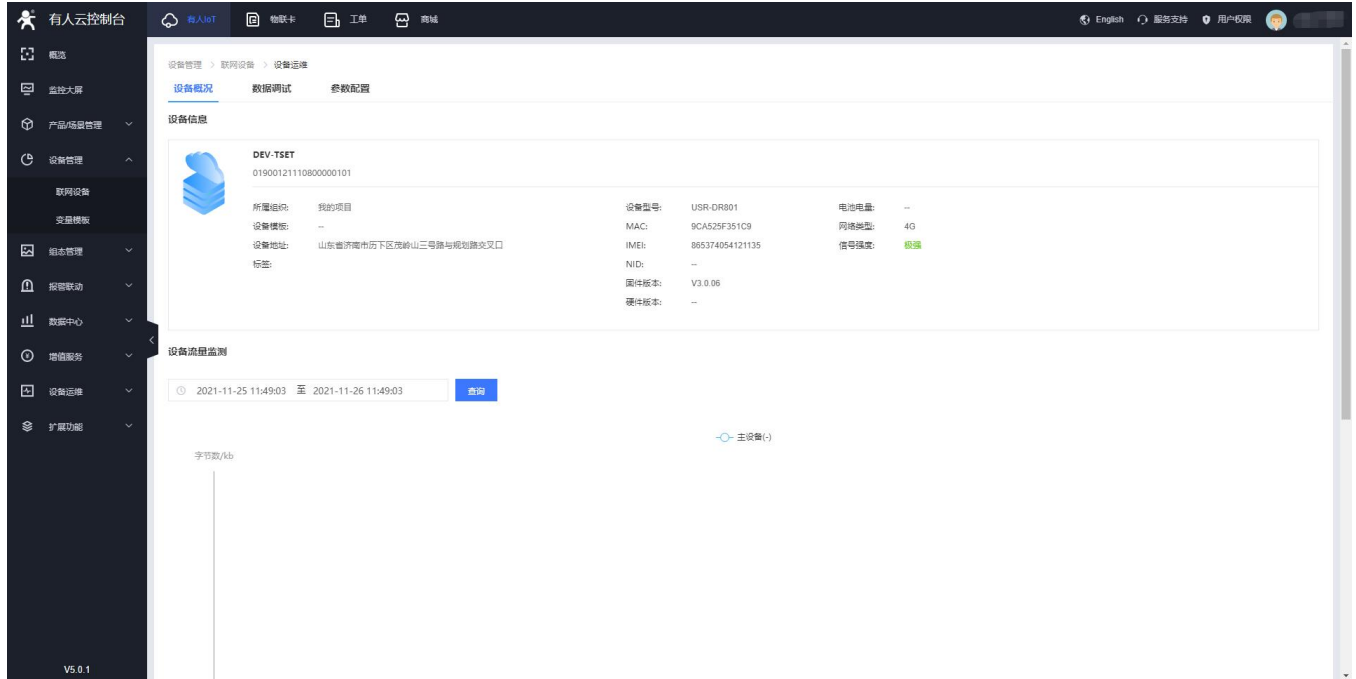 有人云控制台
有人IoT 物联卡 工单 商城
English 服务支持 用户权限
概览
监控大屏
产品/场景管理
设备管理
联网设备
变量模板
组态管理
报警联动
数据中心
增值服务
设备运维
扩展功能
V5.0.1
设备管理 > 联网设备 > 设备运维
设备概况 数据调试 参数配置
设备信息
DEV-TSET
01900121110800000101
所属组织: 我的项目 设备型号: USR-DR801 电池电量: --
设备模板: -- MAC: 9CA525F351C9 网络类型: 4G
设备地址: 山东省济南市历下区茂岭山三号路与规划路交叉口 IMEI: 865374054121135 信号强度: 极强
标签: NID: --
固件版本: V3.0.06
硬件版本: --
设备流量监测
2021-11-25 11:49:03 至 2021-11-26 11:49:03 查询
主设备(-)
字节数/kb